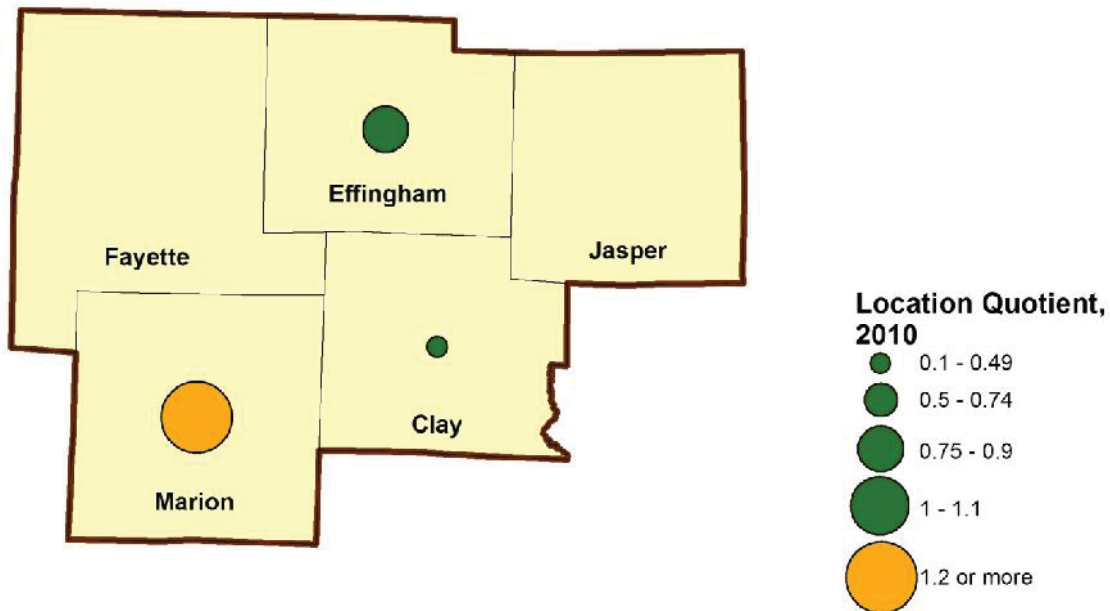 Effingham
Jasper
Fayette
Clay
Marion
Location Quotient,
2010
0.1 - 0.49
0.5 - 0.74
0.75 - 0.9
1 - 1.1
1.2 or more